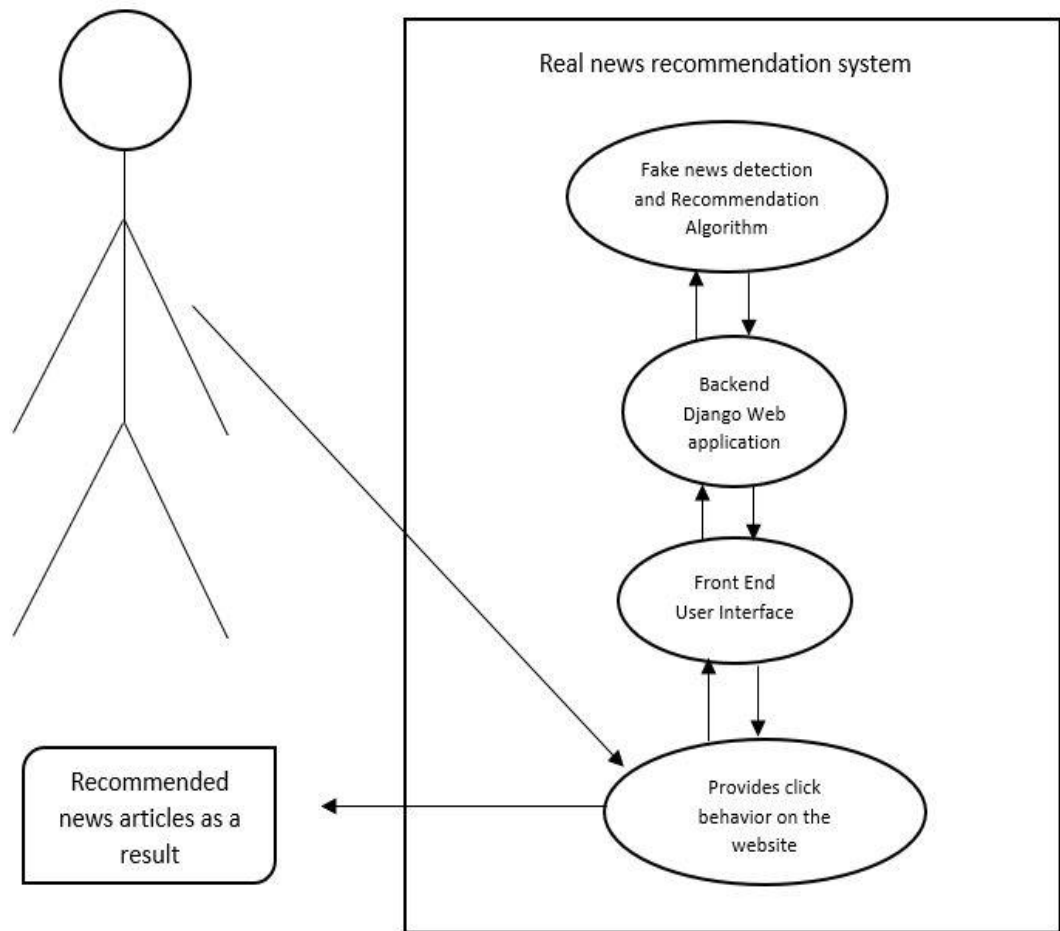 Real news recommendation system
Fake news detection
and Recommendation
Algorithm
Backend
Django Web
application
Front End
User Interface
Provides click
behavior on the
website
Recommended
news articles as a
result